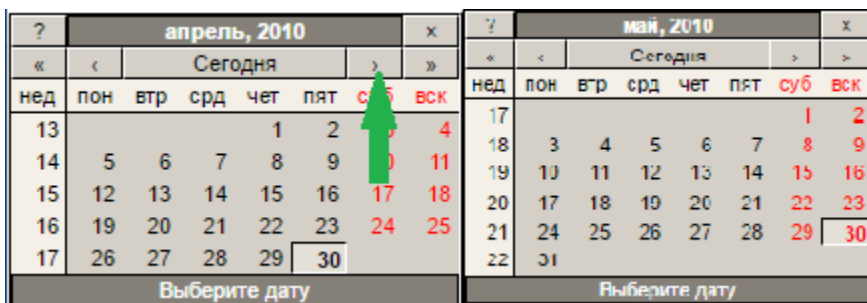 ? апрель, 2010 x
« ‹ Сегодня › »
нед пон втр срд чет пят суб вск
13 1 2 4
14 5 6 7 8 9 11
15 12 13 14 15 16 17 18
16 19 20 21 22 23 24 25
17 26 27 28 29 30
Выберите дату
? май, 2010 x
« ‹ Сегодня › »
нед пон втр срд чет пят суб вск
17 1 2
18 3 4 5 6 7 8 9
19 10 11 12 13 14 15 16
20 17 18 19 20 21 22 23
21 24 25 26 27 28 29 30
22 31
Выберите дату